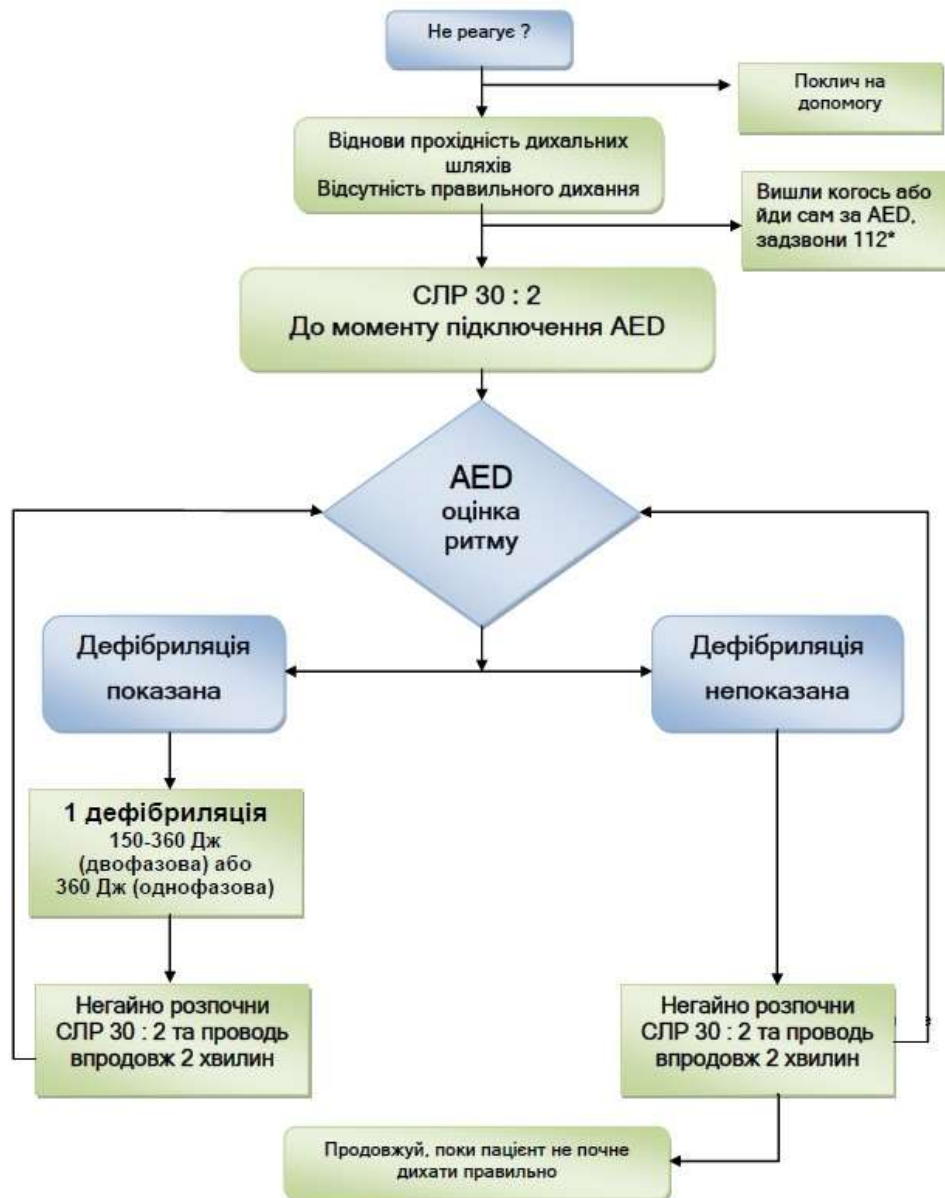 Не реагує ?
Поклич на
допомогу
Віднови прохідність дихальних
шляхів
Відсутність правильного дихання
Вишли когось або
йди сам за AED,
задзвони 112*
СЛР 30 : 2
До моменту підключення AED
AED
оцінка
ритму
Дефібриляція
показана
Дефібриляція
непоказана
1 дефібриляція
150-360 Дж
(двофазова) або
360 Дж (однофазова)
Негайно розпочни
СЛР 30 : 2 та проводь
впродовж 2 хвилин
Негайно розпочни
СЛР 30 : 2 та проводь
впродовж 2 хвилин
Продовжуй, поки пацієнт не почне
дихати правильно